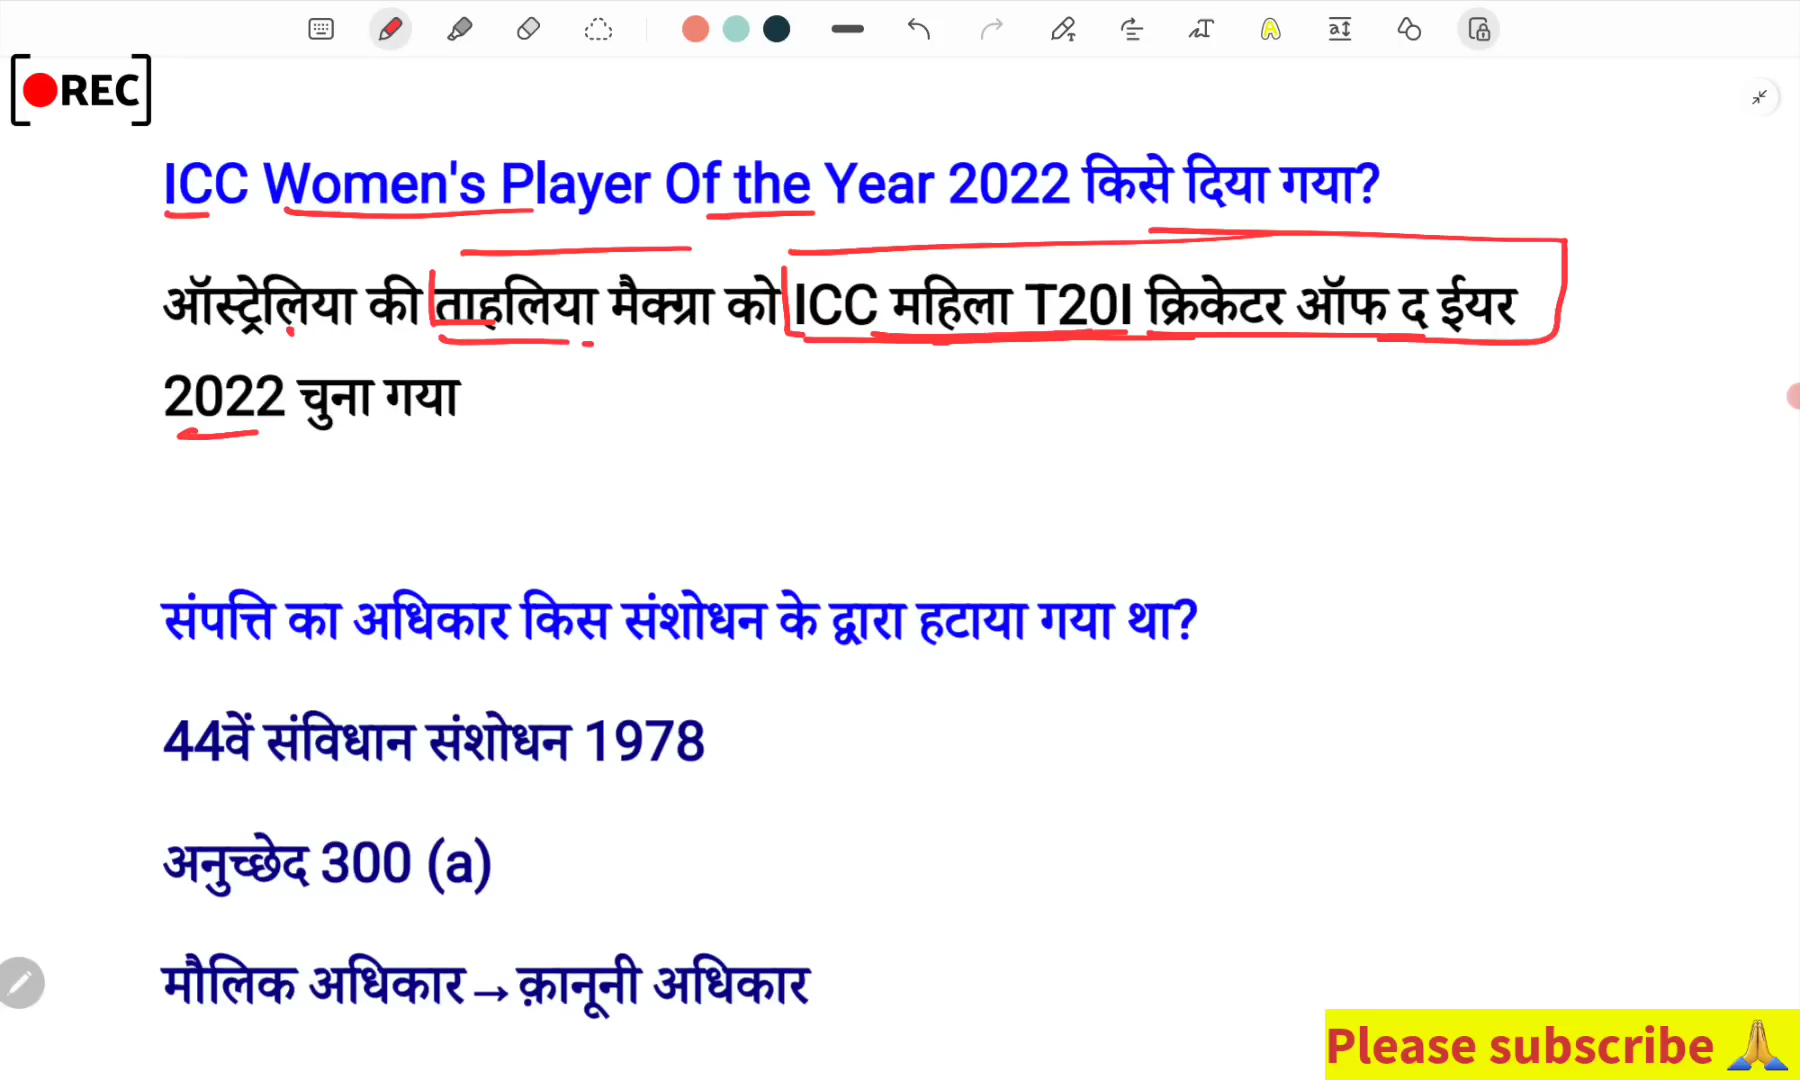 REC
ICC Women's Player Of the Year 2022 किसे दिया गया?
ऑस्ट्रेलिया की ताहलिया मैक्ग्रा को ICC महिला T20I क्रिकेटर ऑफ द ईयर
2022 चुना गया
संपत्ति का अधिकार किस संशोधन के द्वारा हटाया गया था?
44वें संविधान संशोधन 1978
अनुच्छेद 300 (a)
मौलिक अधिकार→क़ानूनी अधिकार
Please subscribe 🙏